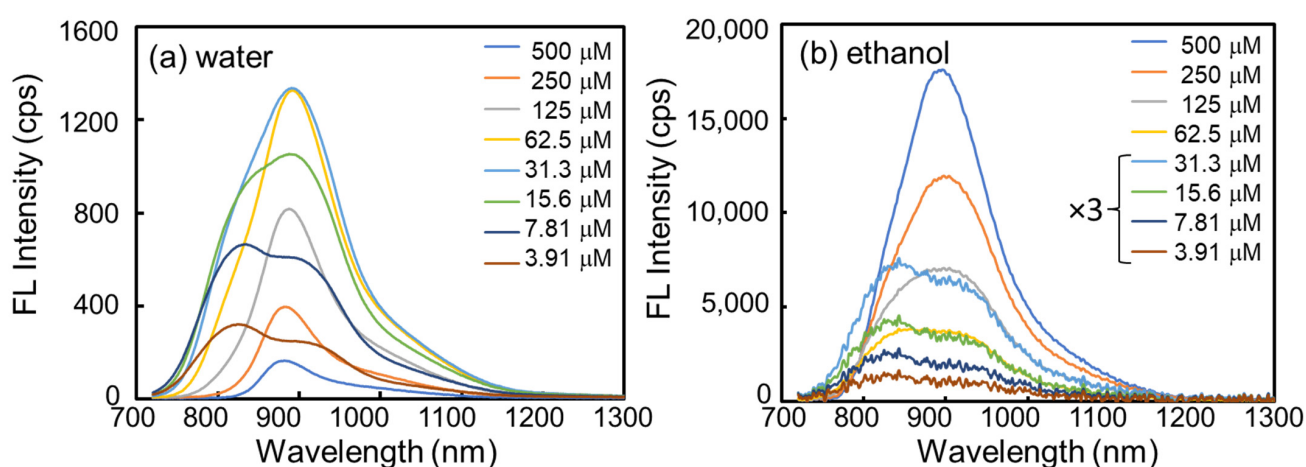 (a) water
FL Intensity (cps)
1600
1200
800
400
0
500 μM
250 μM
125 μM
62.5 μM
31.3 μM
15.6 μM
7.81 μM
3.91 μM
700 800 900 1000 1100 1200 1300
Wavelength (nm)
(b) ethanol
FL Intensity (cps)
20,000
15,000
10,000
5,000
0
500 μM
250 μM
125 μM
62.5 μM
31.3 μM
15.6 μM
7.81 μM
3.91 μM
×3
700 800 900 1000 1100 1200 1300
Wavelength (nm)